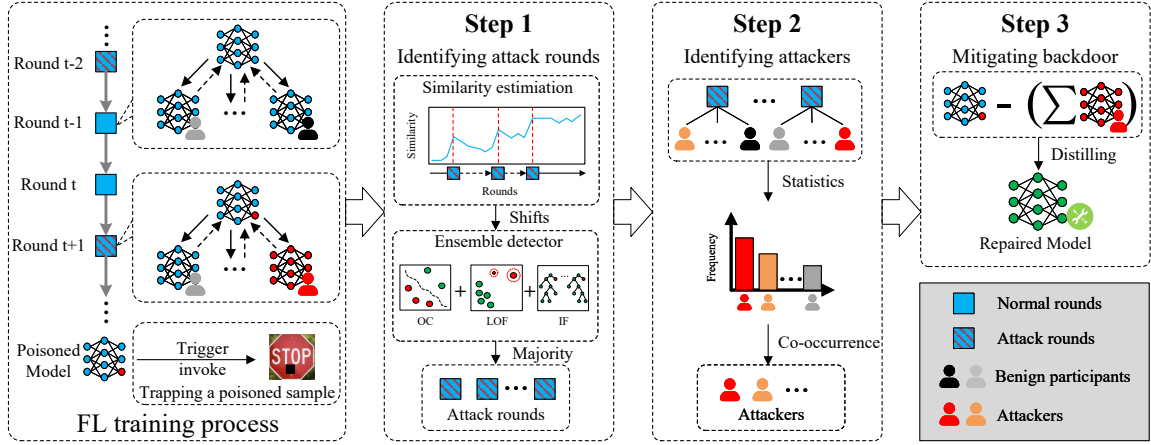 Round t-2
Round t-1
Round t
Round t+1
Poisoned
Model
Trigger
invoke
STOP
Trapping a poisoned sample
FL training process
Step 1
Identifying attack rounds
Similarity estimiation
Similarity
Rounds
Shifts
Ensemble detector
OC
LOF
IF
Majority
Attack rounds
Step 2
Identifying attackers
Statistics
Frequency
Co-occurrence
Attackers
Step 3
Mitigating backdoor
- ( ∑ )
Distilling
Repaired Model
Normal rounds
Attack rounds
Benign participants
Attackers